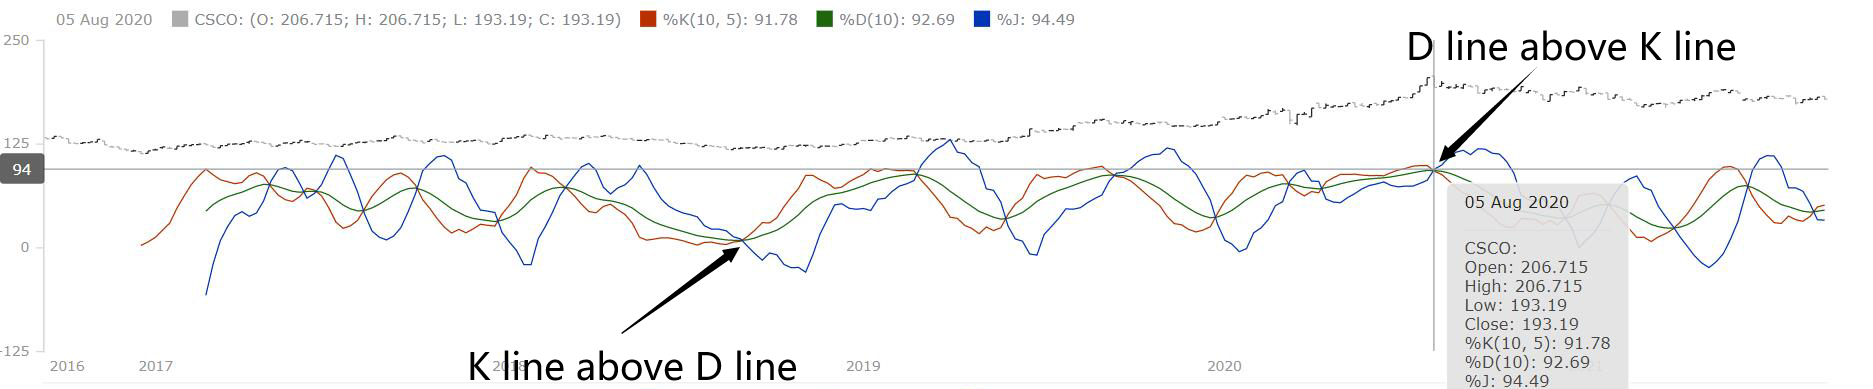 05 Aug 2020 CSCO: (O: 206.715; H: 206.715; L: 193.19; C: 193.19) %K(10, 5): 91.78 %D(10): 92.69 %J: 94.49
D line above K line
250
125
94
0
-125
05 Aug 2020
CSCO:
Open: 206.715
High: 206.715
Low: 193.19
Close: 193.19
%K(10, 5): 91.78
%D(10): 92.69
%J: 94.49
2016 2017 2018 2019 2020
K line above D line